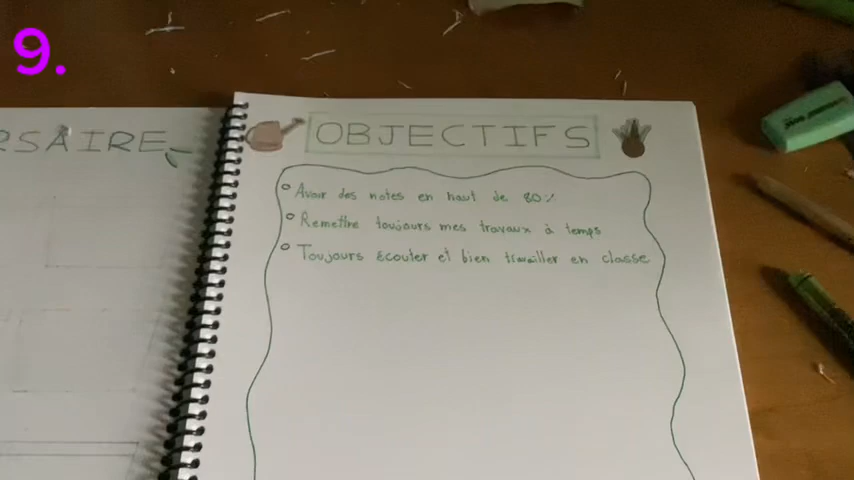 9.
RSAIRE
OBJECTIFS
Avoir des notes en haut de 80%
Remettre toujours mes travaux à temps
Toujours écouter et bien travailler en classe